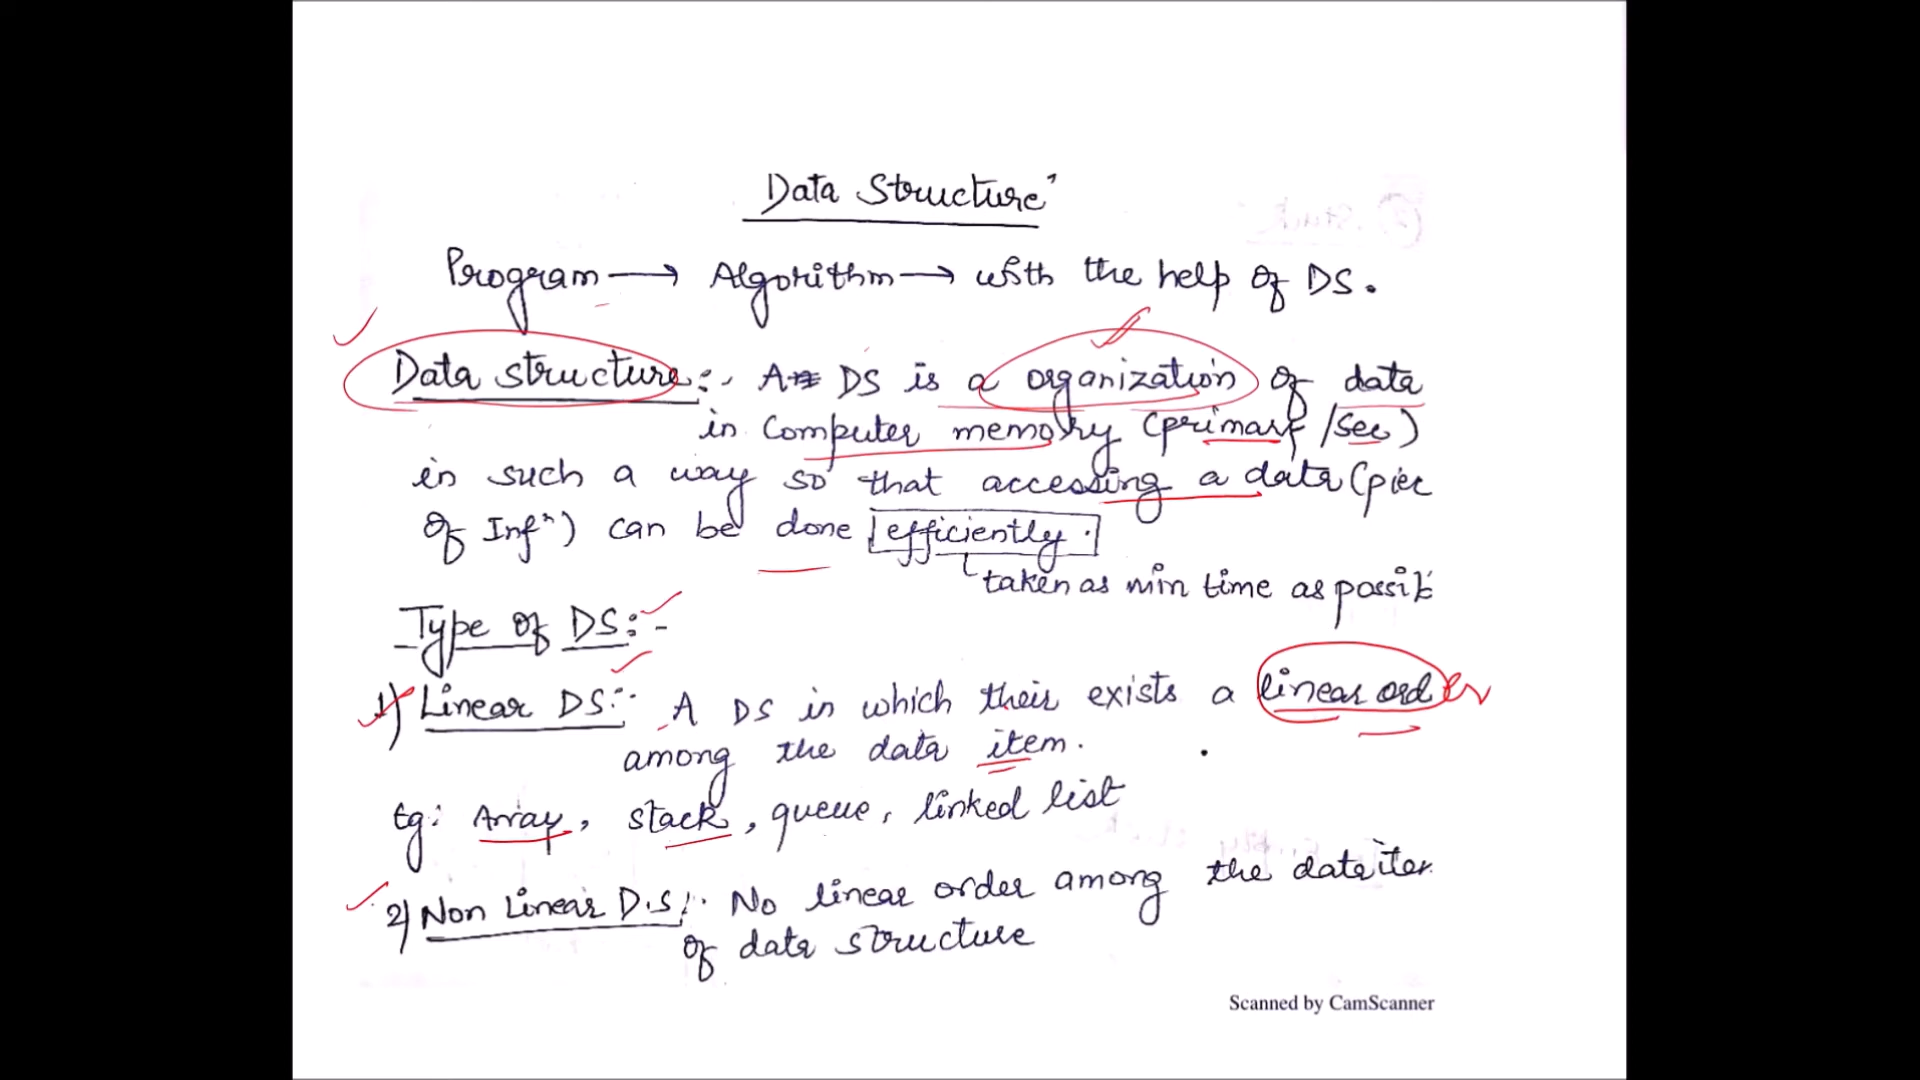 Data Structure
Program → Algorithm → with the help of DS.
Data structure:- A DS is a organization of data
in Computer memory (primary/sec)
in such a way so that accessing a data (piec
of Infn) can be done efficiently.
taken as min time as possib
Type of DS:-
1) Linear DS:- A DS in which their exists a linear order
among the data item.
Eg: Array, stack, queue, linked list
2) Non Linear D.S:- No linear order among the data iter
of data structure
Scanned by CamScanner